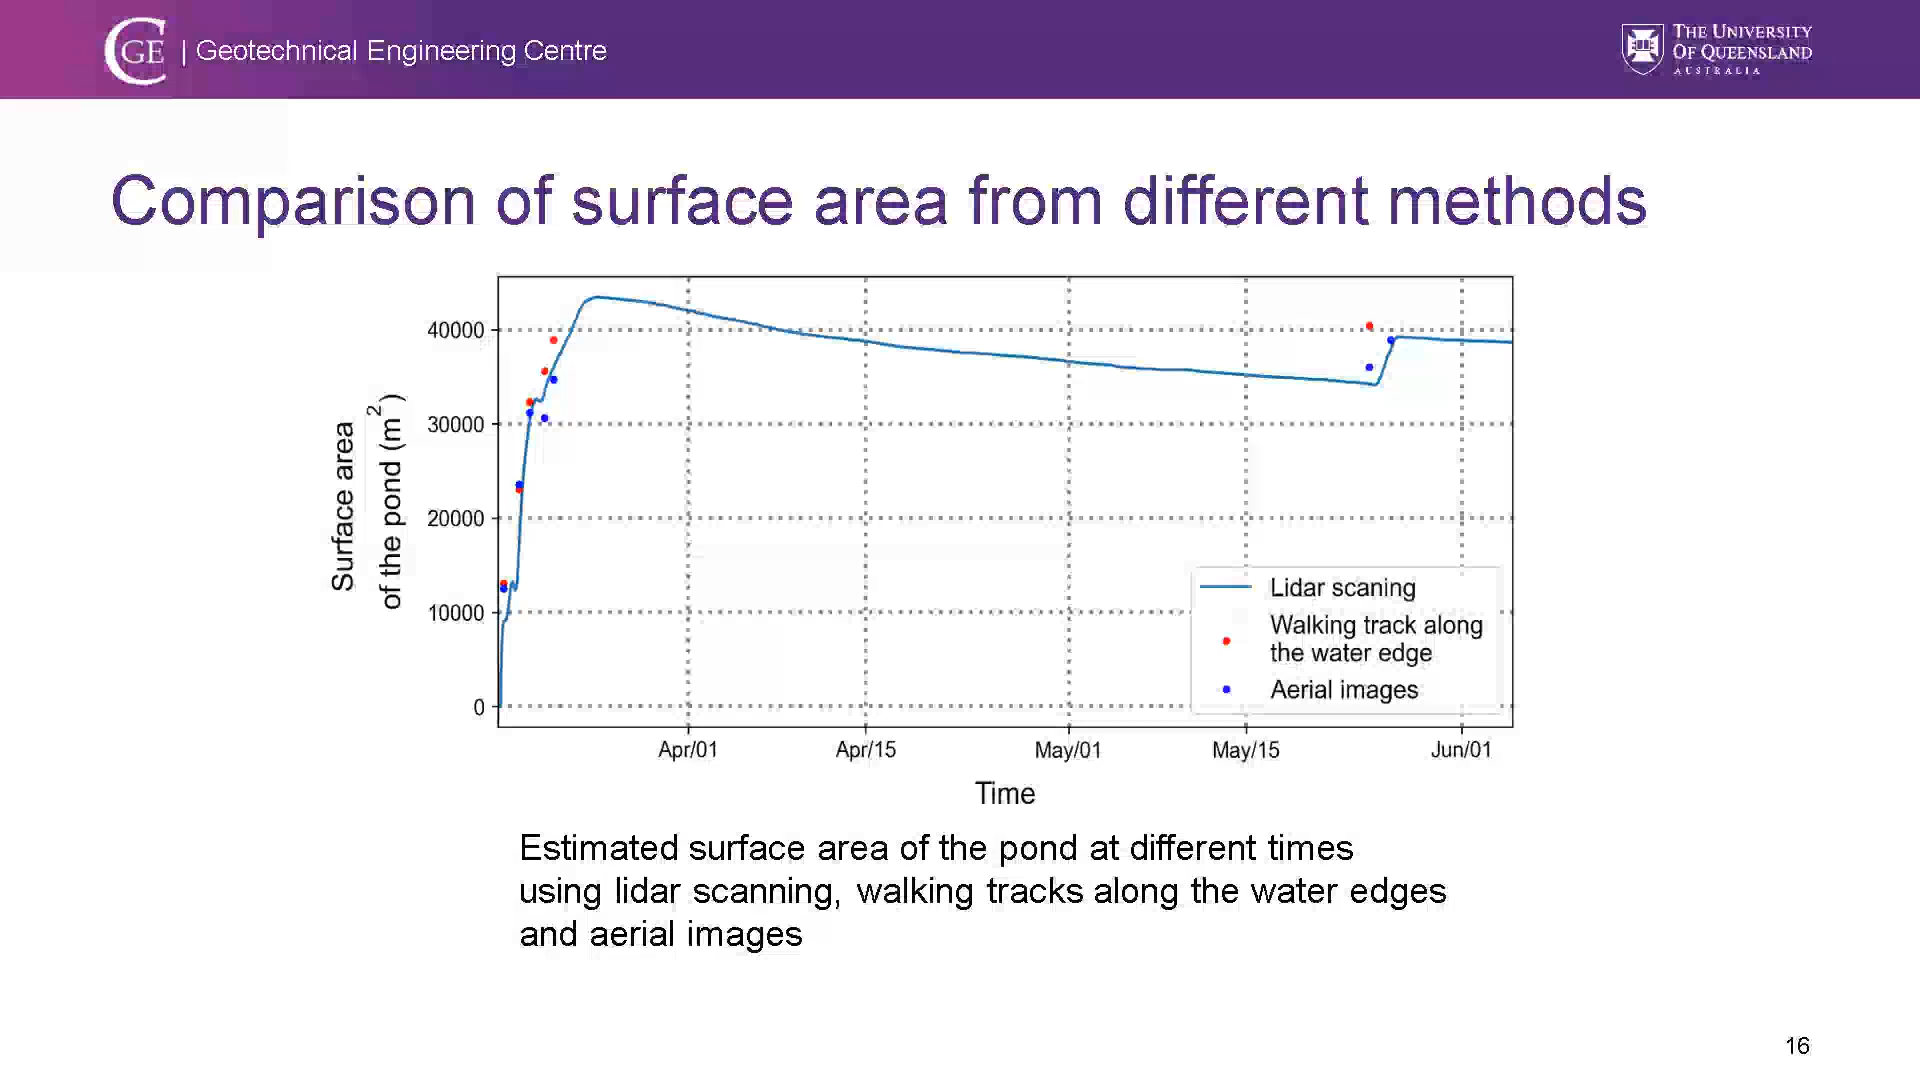 CGE | Geotechnical Engineering Centre
THE UNIVERSITY
OF QUEENSLAND
AUSTRALIA
Comparison of surface area from different methods
Surface area
of the pond (m²)
40000
30000
20000
10000
0
Lidar scaning
Walking track along
the water edge
Aerial images
Apr/01 Apr/15 May/01 May/15 Jun/01
Time
Estimated surface area of the pond at different times
using lidar scanning, walking tracks along the water edges
and aerial images
16